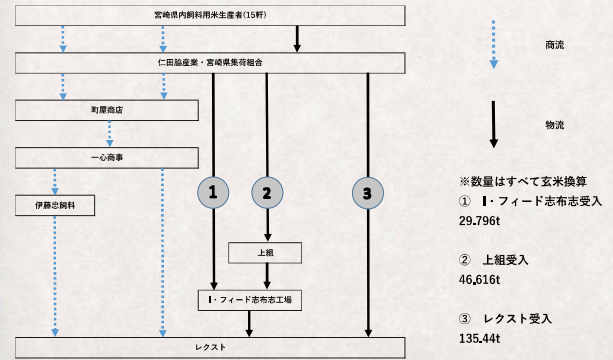 宮崎県内飼料用米生産者(15軒)
仁田脇産業・宮崎県集荷組合
町屋商店
一心商事
伊藤忠飼料
1
2
3
上組
I・フィード志布志工場
レクスト
商流
物流
※数量はすべて玄米換算
① I・フィード志布志受入
29.796t
② 上組受入
46.616t
③ レクスト受入
135.44t